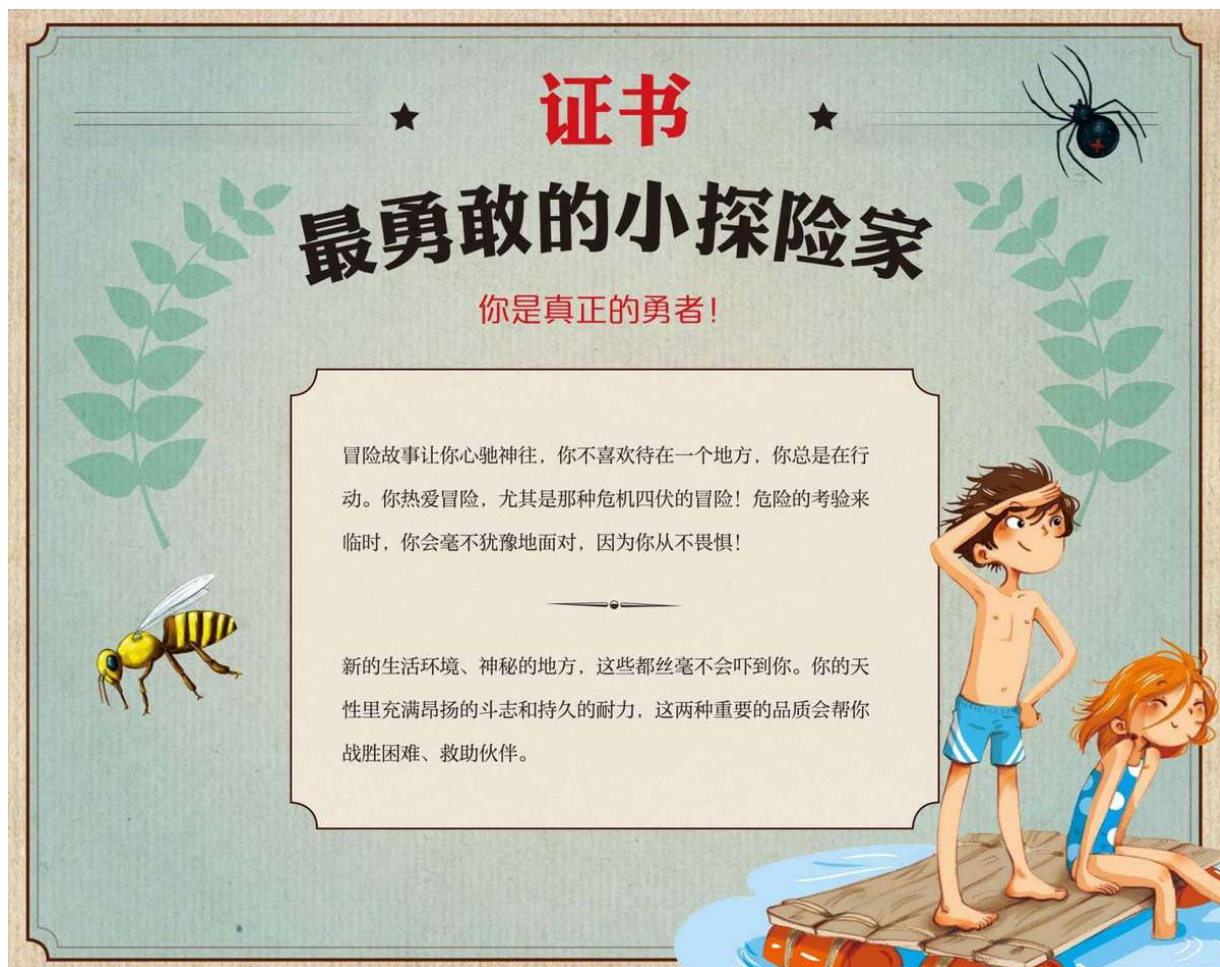 证书
最勇敢的小探险家
你是真正的勇者！
冒险故事让你心驰神往，你不喜欢待在一个地方，你总是在行
动。你热爱冒险，尤其是那种危机四伏的冒险！危险的考验来
临时，你会毫不犹豫地面对，因为你从不畏惧！
新的生活环境、神秘的地方，这些都丝毫不会吓到你。你的天
性里充满昂扬的斗志和持久的耐力，这两种重要的品质会帮你
战胜困难、救助伙伴。